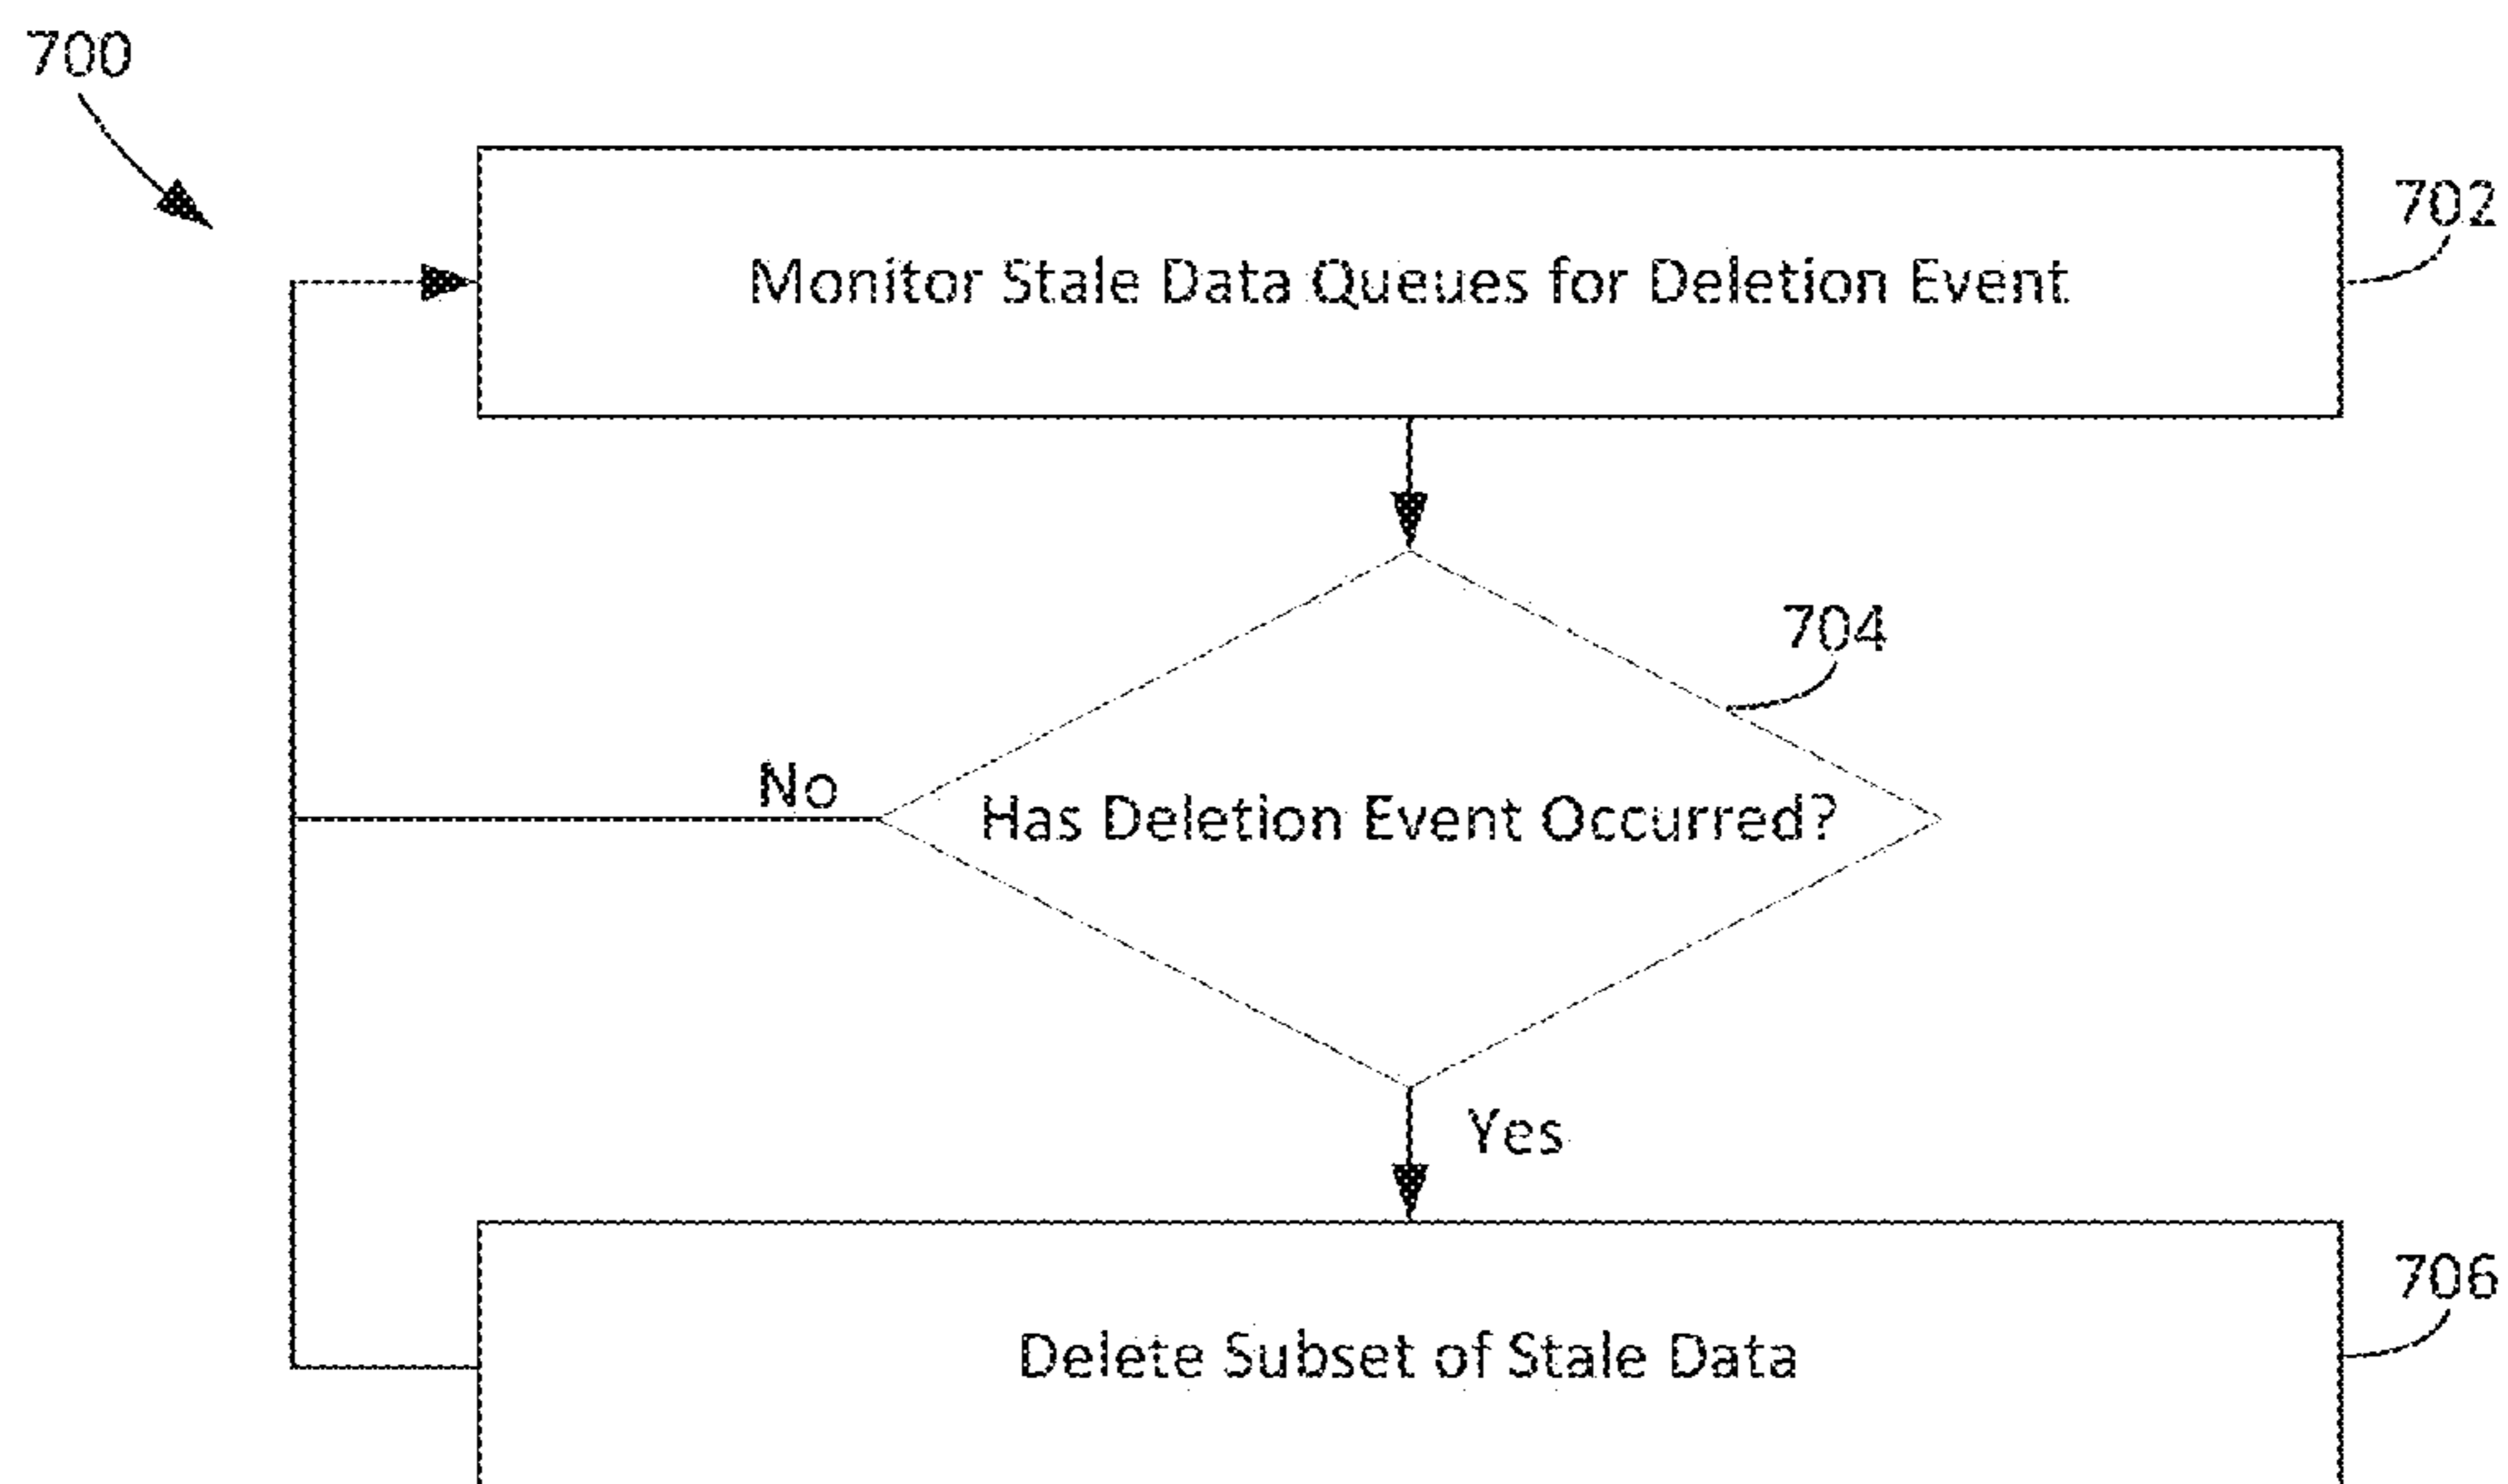 700
702
Monitor Stale Data Queues for Deletion Event
704
No
Has Deletion Event Occurred?
Yes
706
Delete Subset of Stale Data